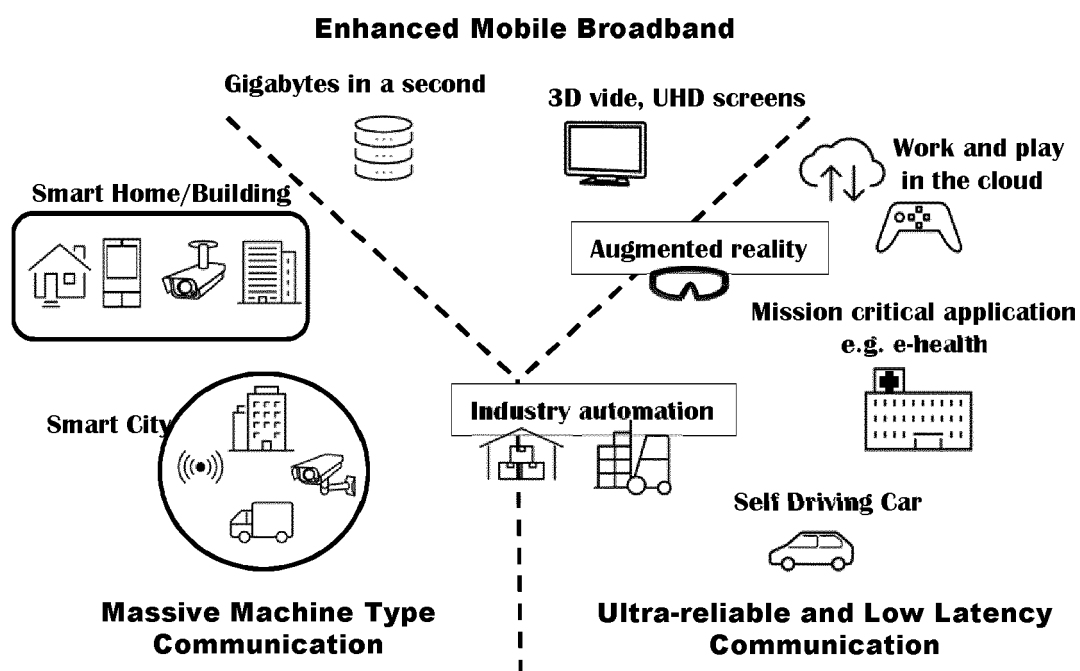 Enhanced Mobile Broadband
Gigabytes in a second
3D vide, UHD screens
Work and play
in the cloud
Smart Home/Building
Augmented reality
Mission critical application
e.g. e-health
Industry automation
Smart City
Self Driving Car
Massive Machine Type
Communication
Ultra-reliable and Low Latency
Communication